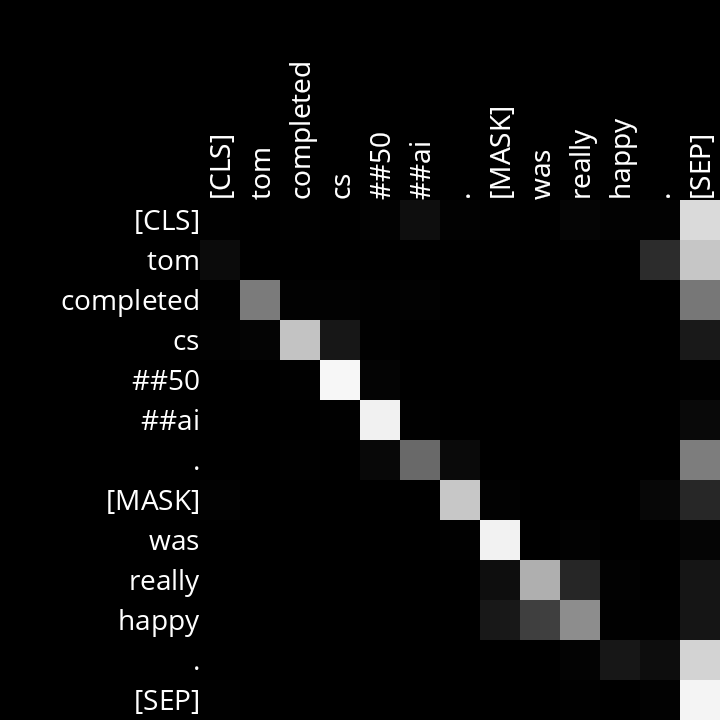 [CLS] tom completed cs ##50 ##ai . [MASK] was really happy . [SEP]
[CLS]
tom
completed
cs
##50
##ai
.
[MASK]
was
really
happy
.
[SEP]